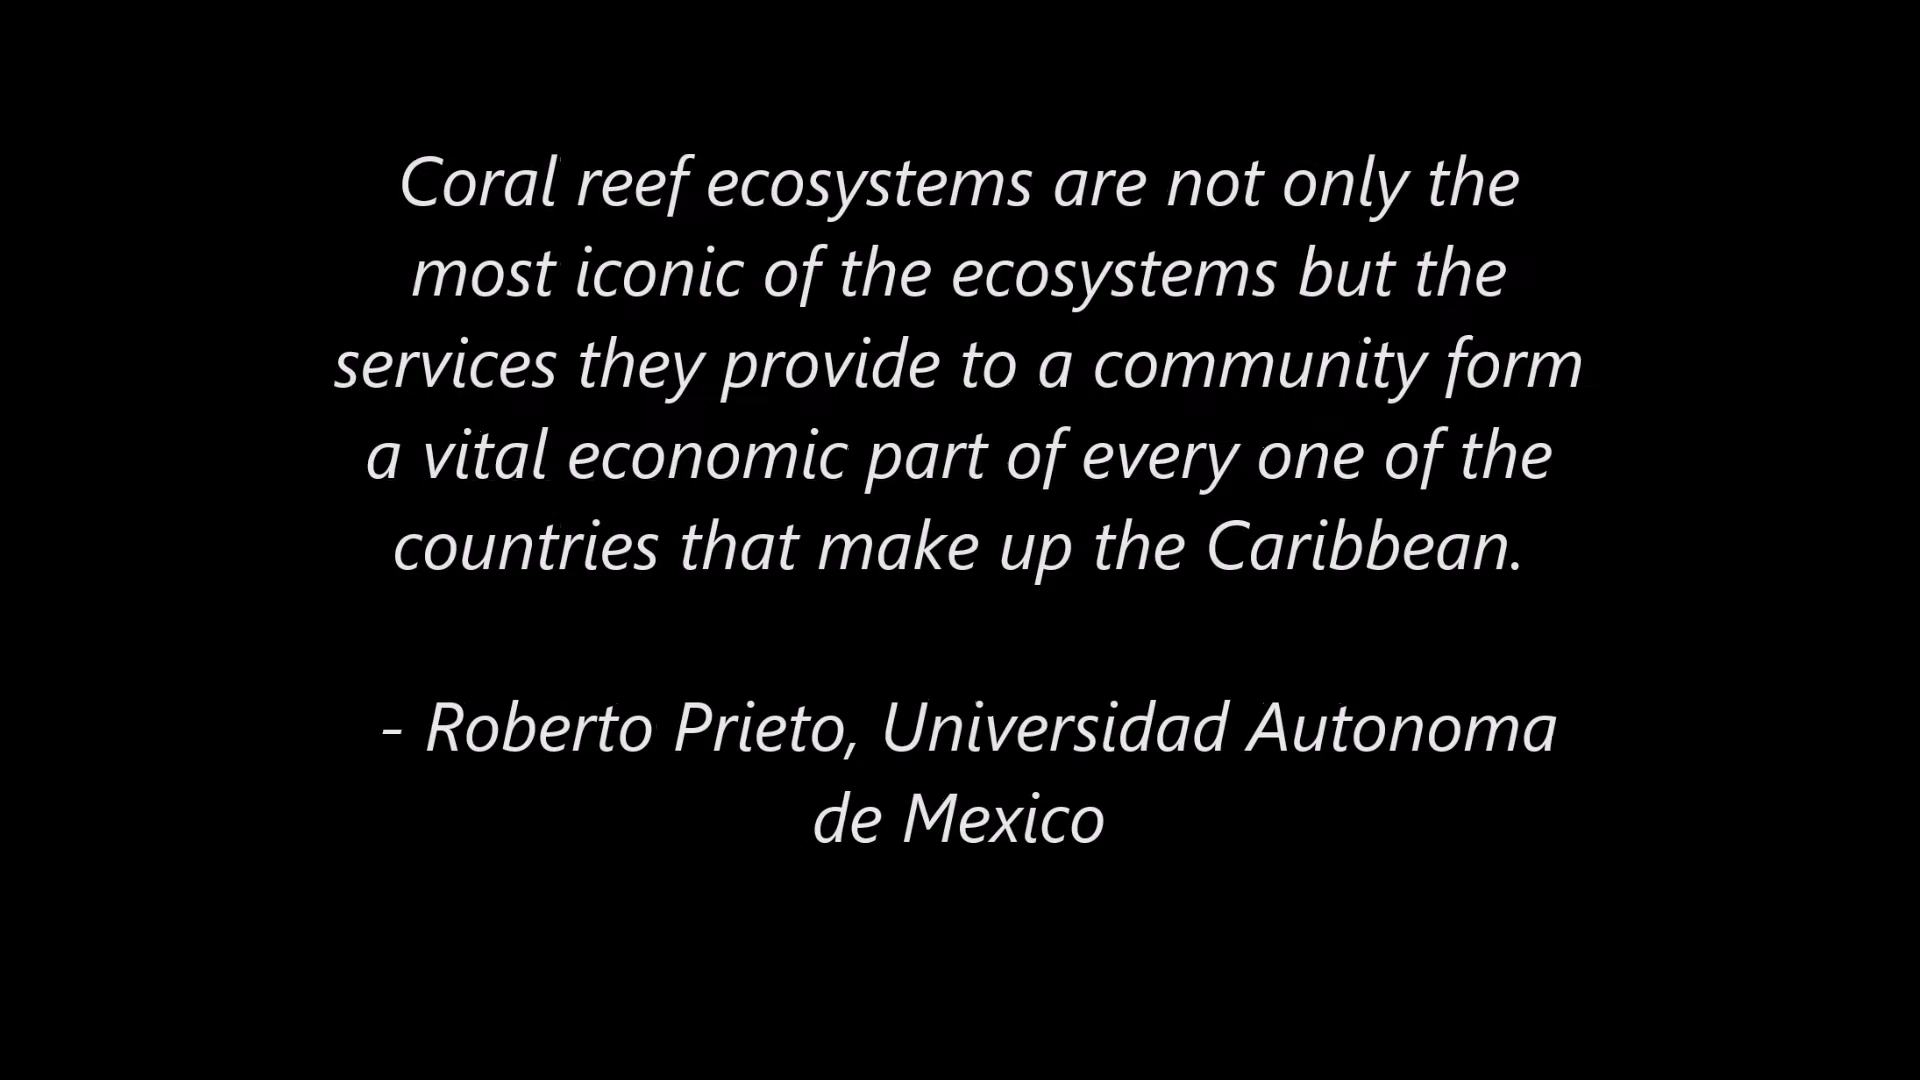 Coral reef ecosystems are not only the
most iconic of the ecosystems but the
services they provide to a community form
a vital economic part of every one of the
countries that make up the Caribbean.
- Roberto Prieto, Universidad Autonoma
de Mexico